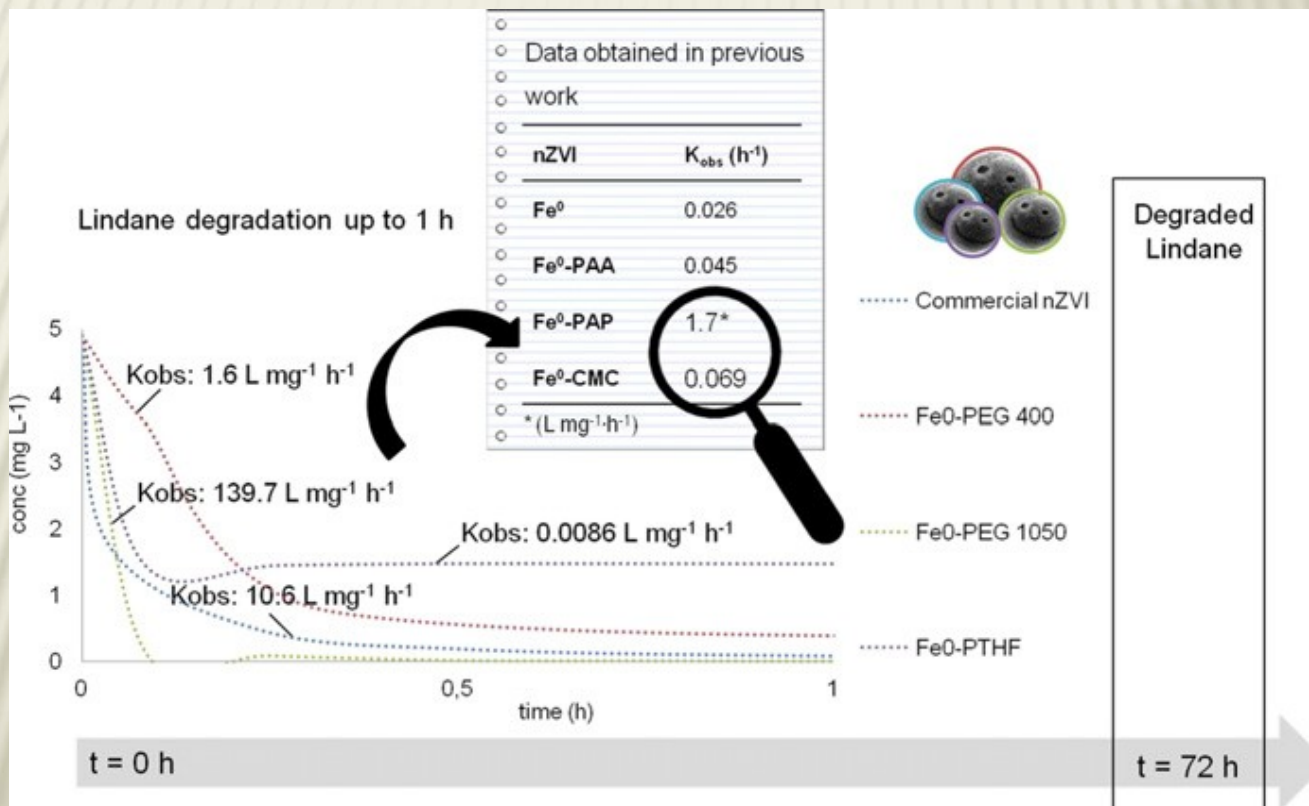 Data obtained in previous
work
nZVI K_obs (h⁻¹)
Fe⁰ 0.026
Fe⁰-PAA 0.045
Fe⁰-PAP 1.7*
Fe⁰-CMC 0.069
* (L mg⁻¹·h⁻¹)
Lindane degradation up to 1 h
conc (mg L-1)
5
4
3
2
1
0
Kobs: 1.6 L mg⁻¹ h⁻¹
Kobs: 139.7 L mg⁻¹ h⁻¹
Kobs: 0.0086 L mg⁻¹ h⁻¹
Kobs: 10.6 L mg⁻¹ h⁻¹
0 0,5 1
time (h)
Commercial nZVI
Fe0-PEG 400
Fe0-PEG 1050
Fe0-PTHF
Degraded
Lindane
t = 0 h
t = 72 h